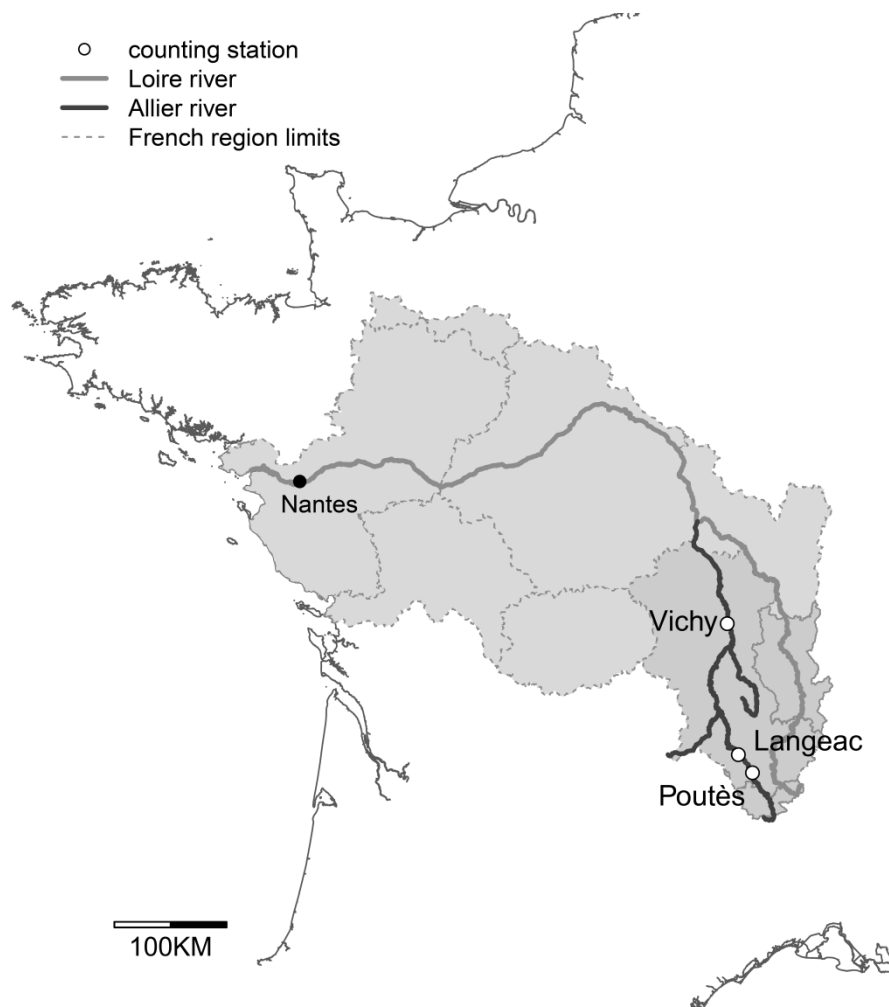 counting station
Loire river
Allier river
French region limits
Nantes
Vichy
Langeac
Poutès
100KM